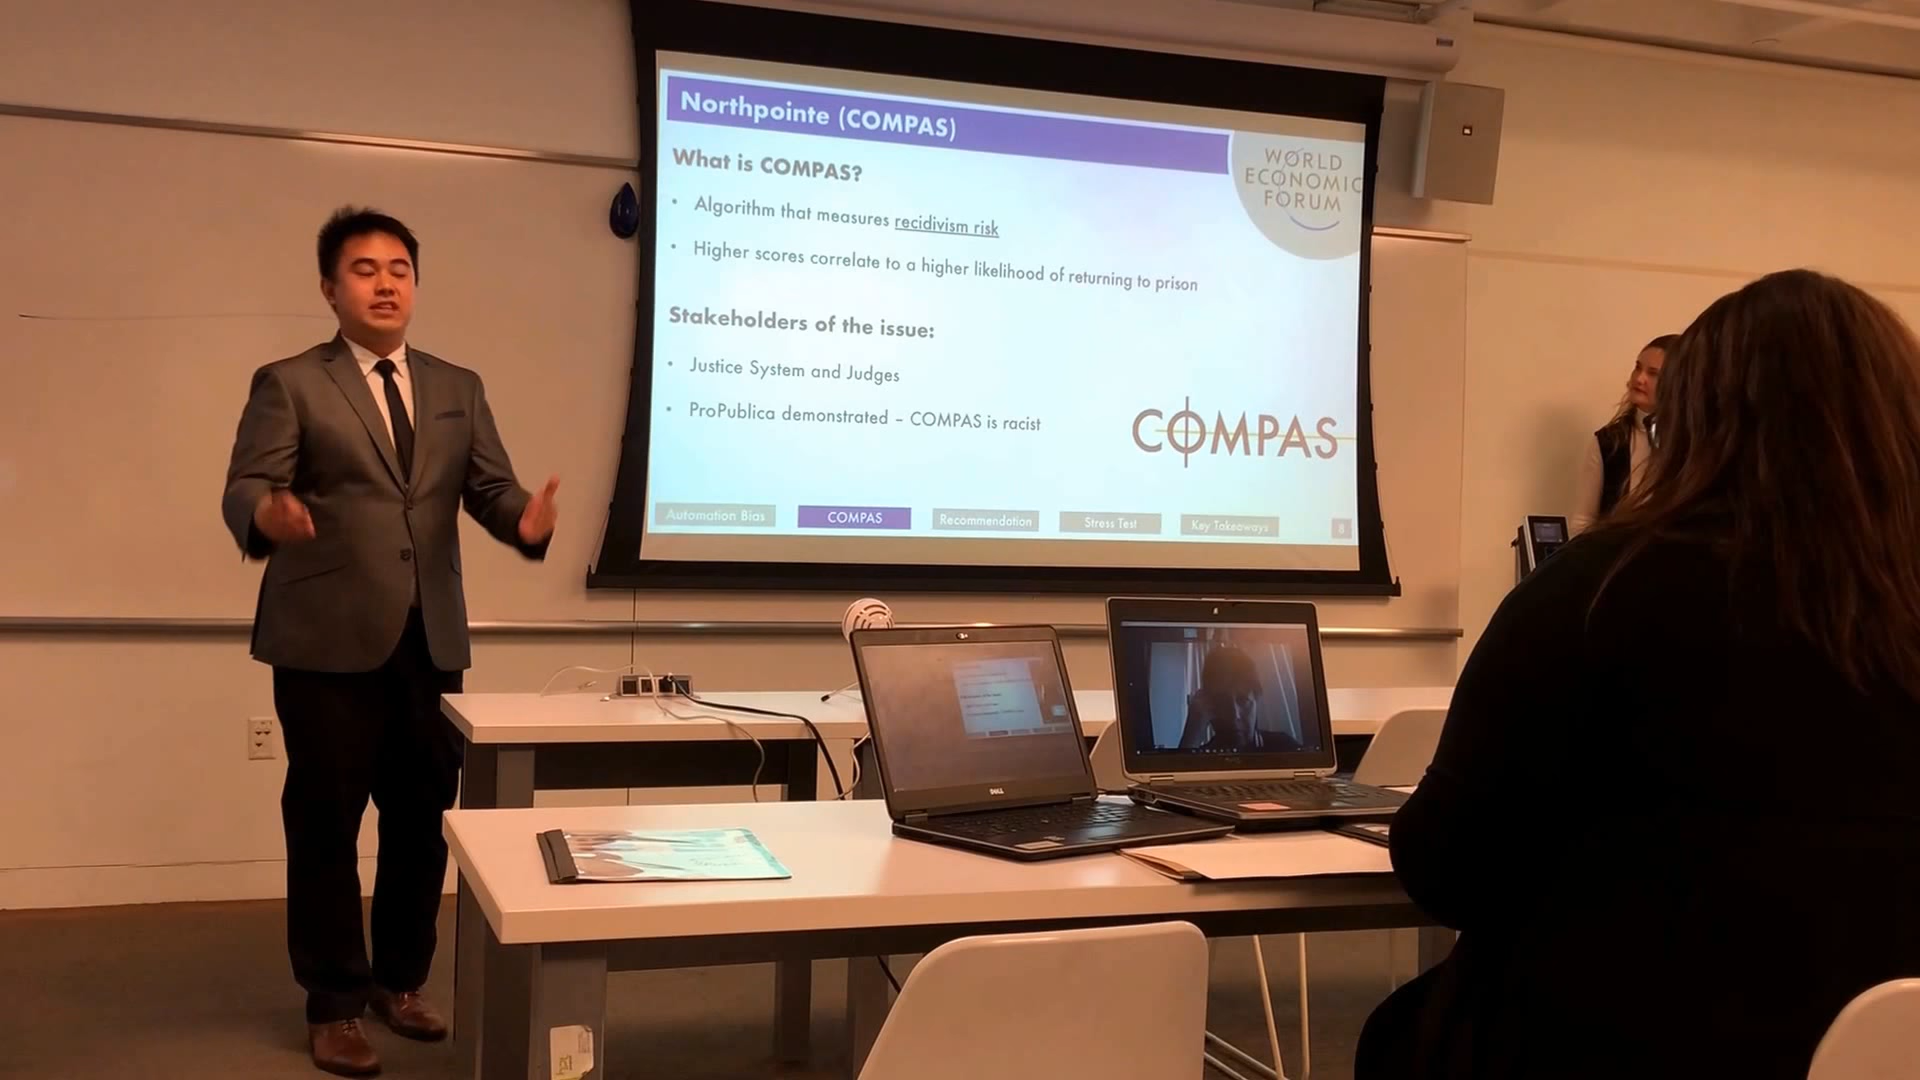 Northpointe (COMPAS)
WORLD
ECONOMIC
FORUM
What is COMPAS?
• Algorithm that measures recidivism risk
• Higher scores correlate to a higher likelihood of returning to prison
Stakeholders of the issue:
• Justice System and Judges
• ProPublica demonstrated – COMPAS is racist
COMPAS
Automation Bias COMPAS Recommendation Stress Test Key Takeaways 8
DELL